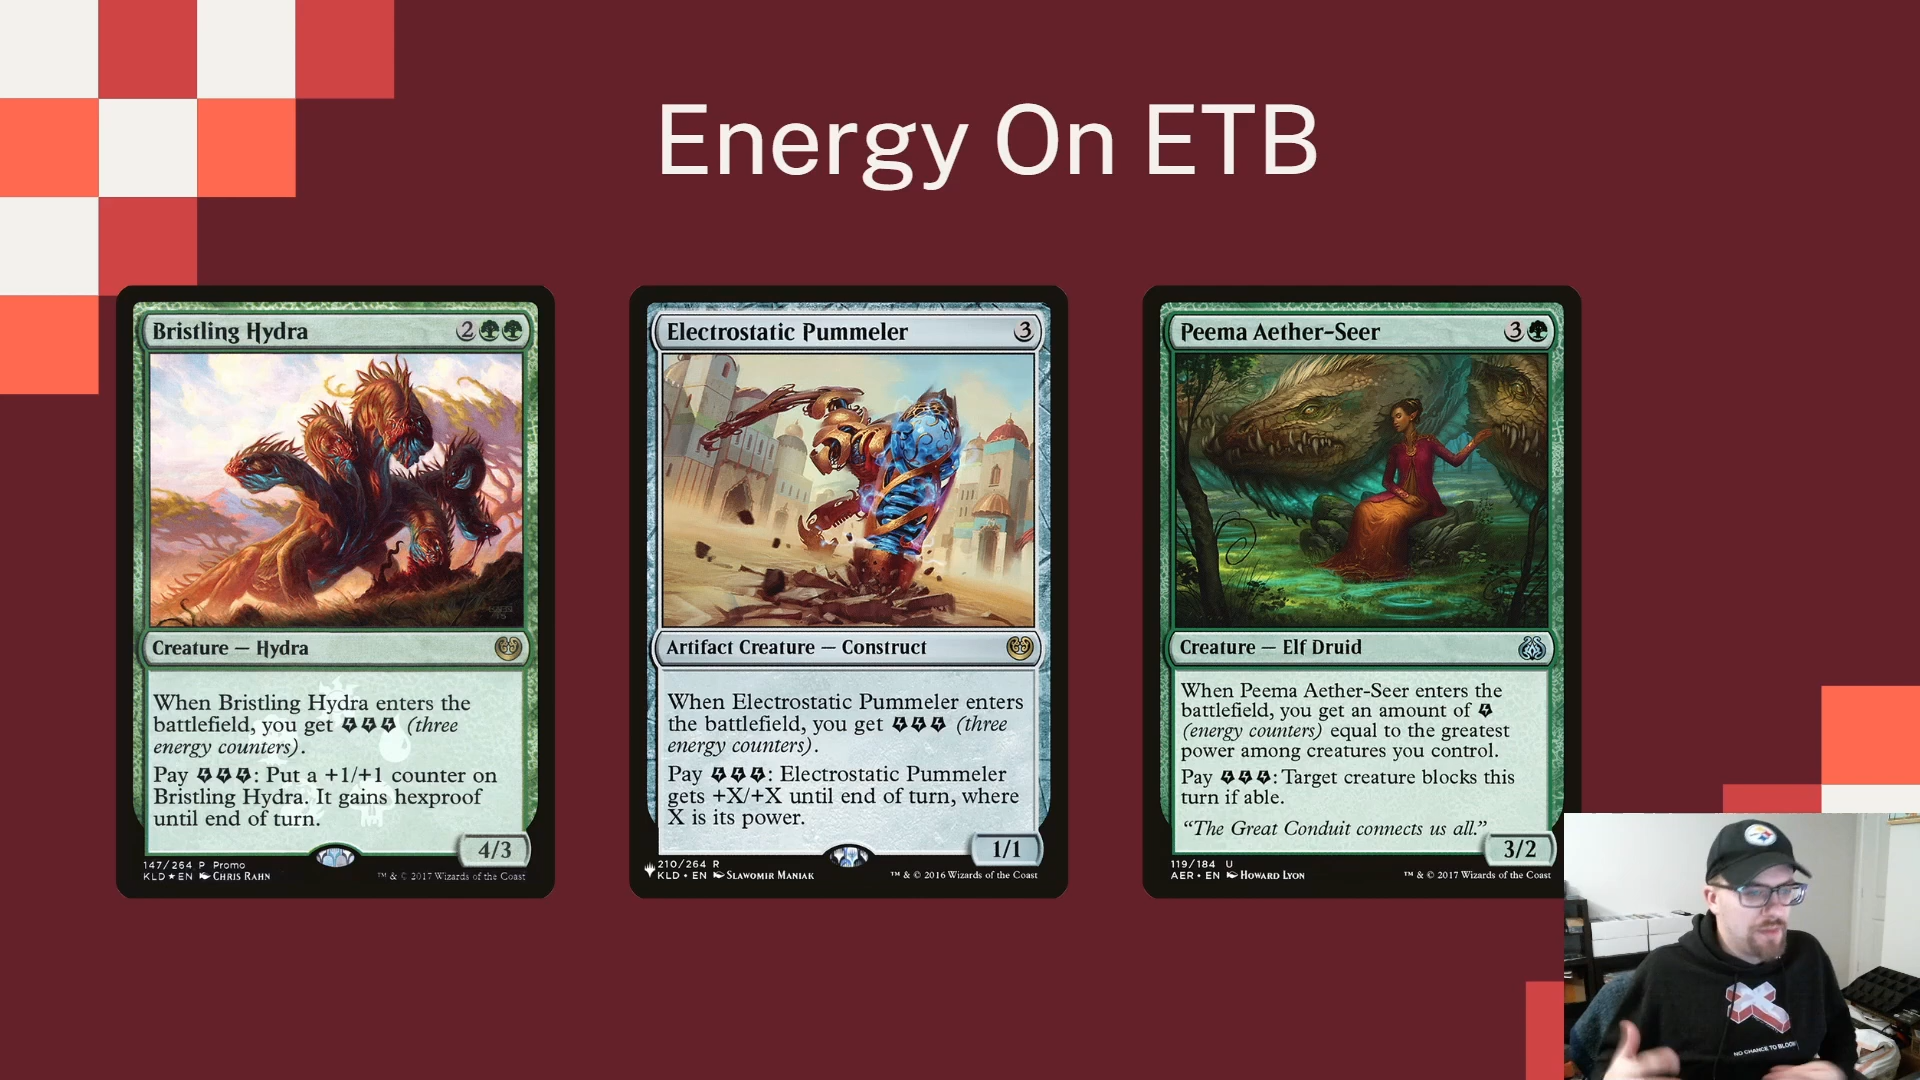 Energy On ETB
Bristling Hydra 2
Creature — Hydra
When Bristling Hydra enters the
battlefield, you get (three
energy counters).
Pay : Put a +1/+1 counter on
Bristling Hydra. It gains hexproof
until end of turn.
4/3
147/264 P Promo
KLD ★ EN CHRIS RAHN
™ & © 2017 Wizards of the Coast
Electrostatic Pummeler 3
Artifact Creature — Construct
When Electrostatic Pummeler enters
the battlefield, you get (three
energy counters).
Pay : Electrostatic Pummeler
gets +X/+X until end of turn, where
X is its power.
1/1
210/264 R
KLD • EN SLAWOMIR MANIAK
™ & © 2016 Wizards of the Coast
Peema Aether-Seer 3
Creature — Elf Druid
When Peema Aether-Seer enters the
battlefield, you get an amount of
(energy counters) equal to the greatest
power among creatures you control.
Pay : Target creature blocks this
turn if able.
“The Great Conduit connects us all.”
3/2
119/184 U
AER • EN HOWARD LYON
™ & © 2017 Wizards of the Coast
NO CHANCE TO BLOCK